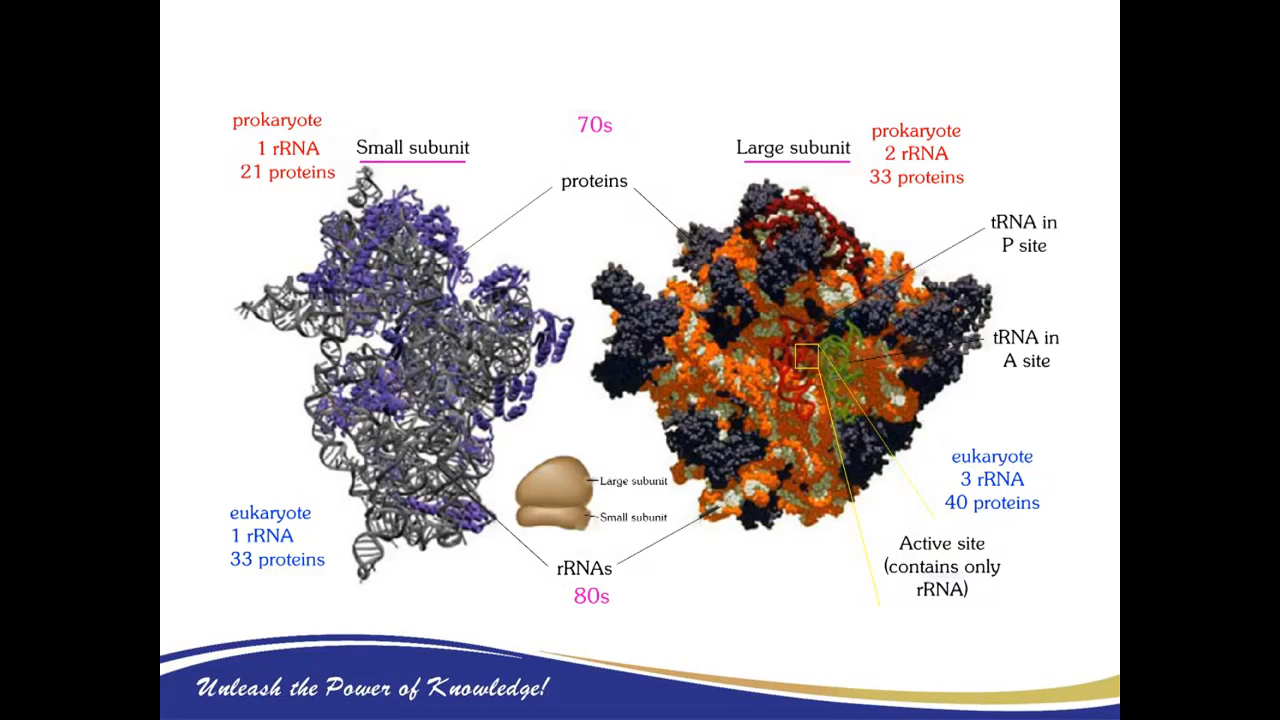 prokaryote
1 rRNA
21 proteins
Small subunit
70s
proteins
Large subunit
prokaryote
2 rRNA
33 proteins
tRNA in
P site
tRNA in
A site
eukaryote
3 rRNA
40 proteins
Large subunit
Small subunit
eukaryote
1 rRNA
33 proteins
rRNAs
80s
Active site
(contains only
rRNA)
Unleash the Power of Knowledge!